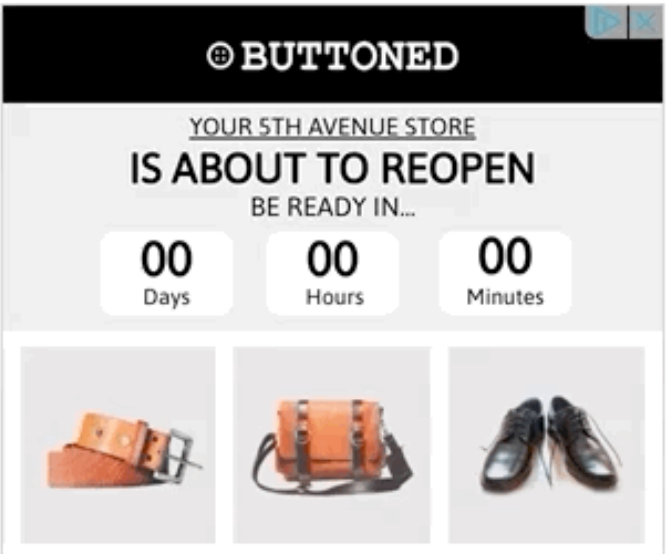 BUTTONED
YOUR 5TH AVENUE STORE
IS ABOUT TO REOPEN
BE READY IN...
00 00 00
Days Hours Minutes